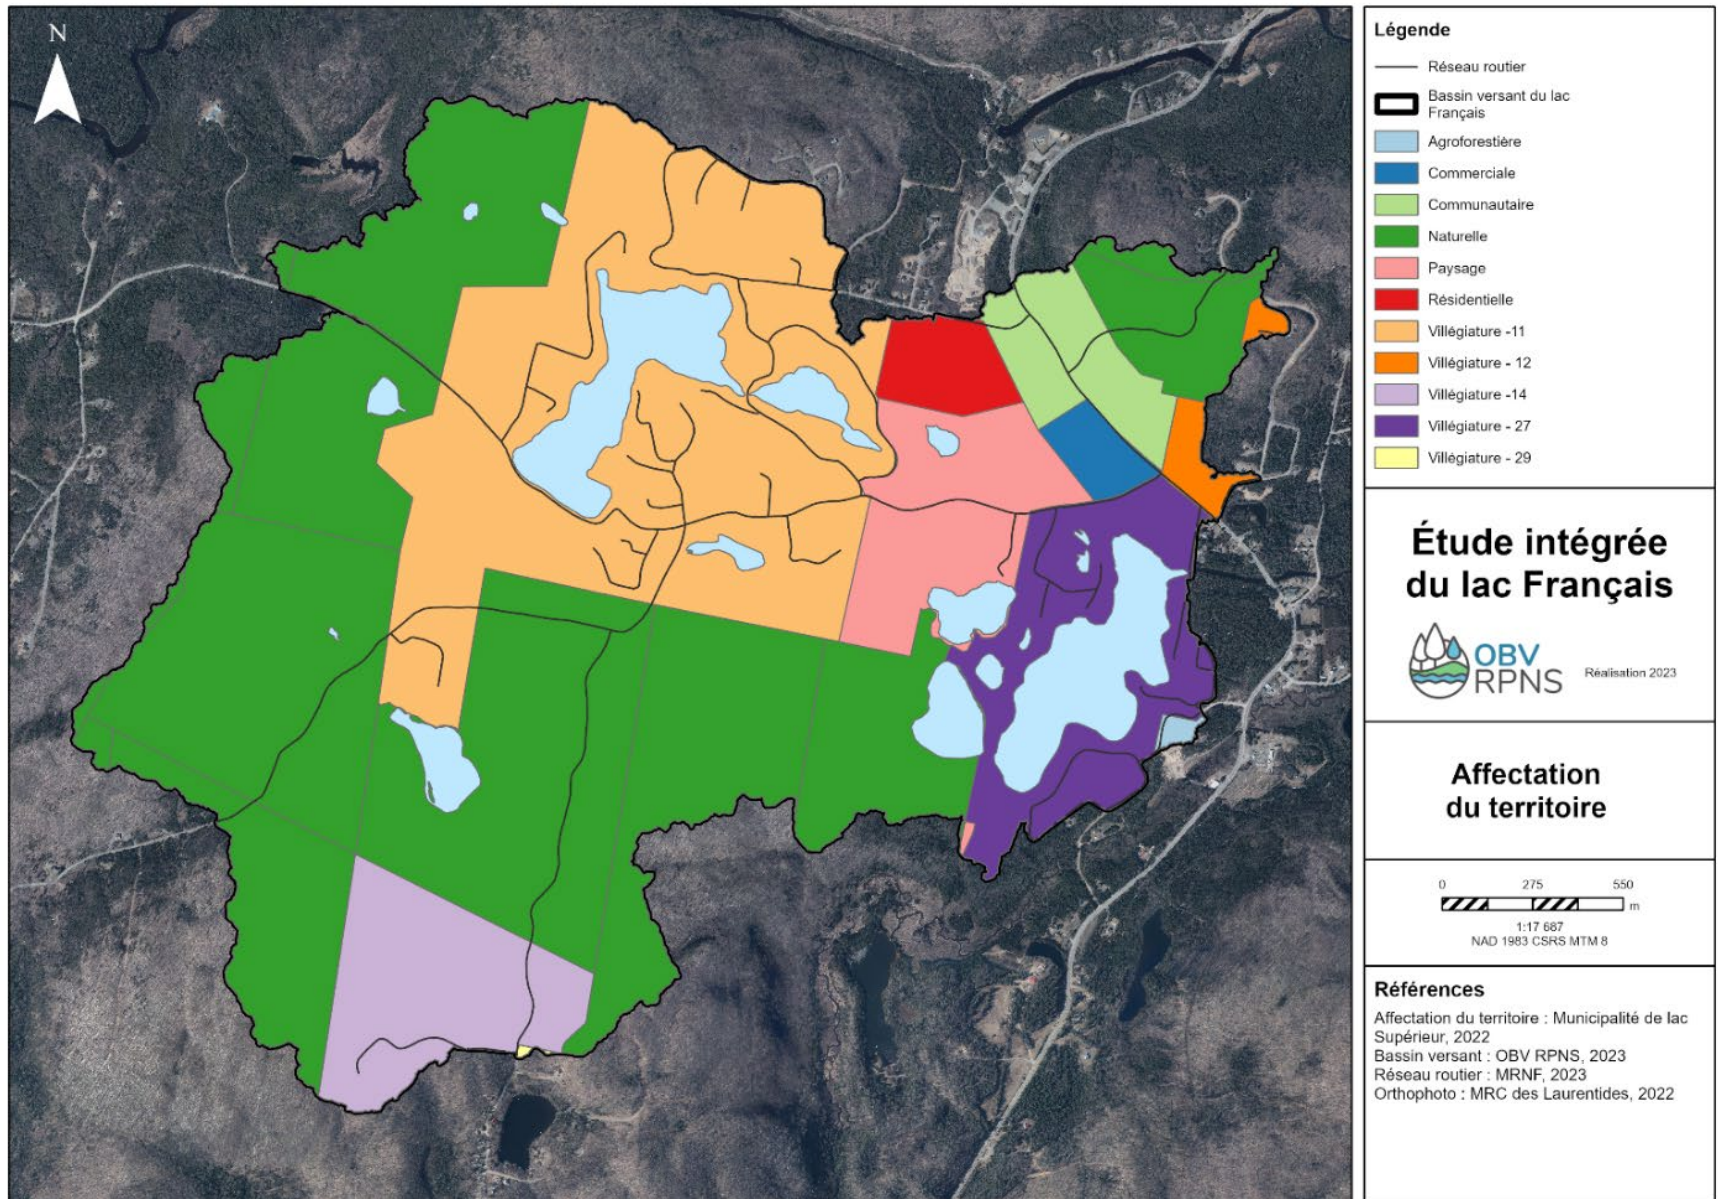 N
Légende
Réseau routier
Bassin versant du lac
Français
Agroforestière
Commerciale
Communautaire
Naturelle
Paysage
Résidentielle
Villégiature -11
Villégiature - 12
Villégiature -14
Villégiature - 27
Villégiature - 29
Étude intégrée
du lac Français
OBV
RPNS
Réalisation 2023
Affectation
du territoire
0 275 550
m
1:17 687
NAD 1983 CSRS MTM 8
Références
Affectation du territoire : Municipalité de lac
Supérieur, 2022
Bassin versant : OBV RPNS, 2023
Réseau routier : MRNF, 2023
Orthophoto : MRC des Laurentides, 2022